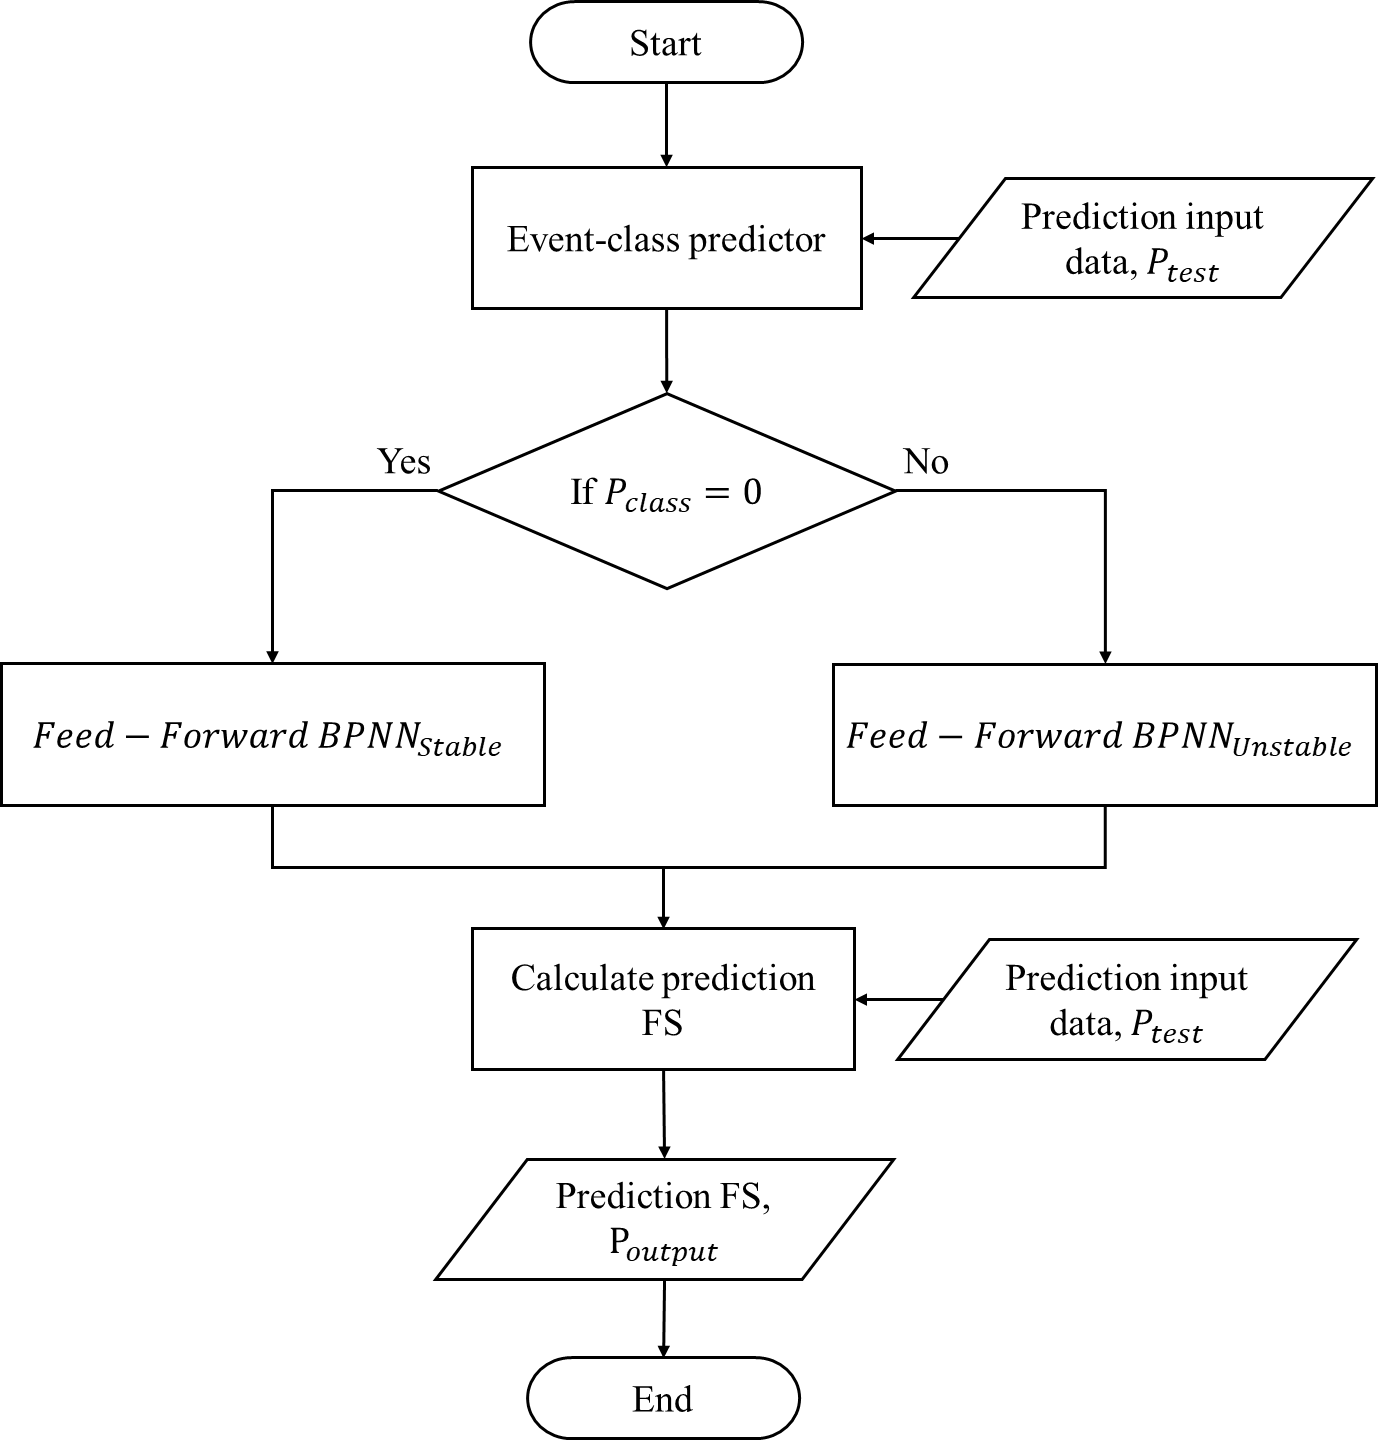 Start
Event-class predictor
Prediction input
data, P_test
If P_class = 0
Yes
No
Feed − Forward BPNN_Stable
Feed − Forward BPNN_Unstable
Calculate prediction
FS
Prediction input
data, P_test
Prediction FS,
P_output
End